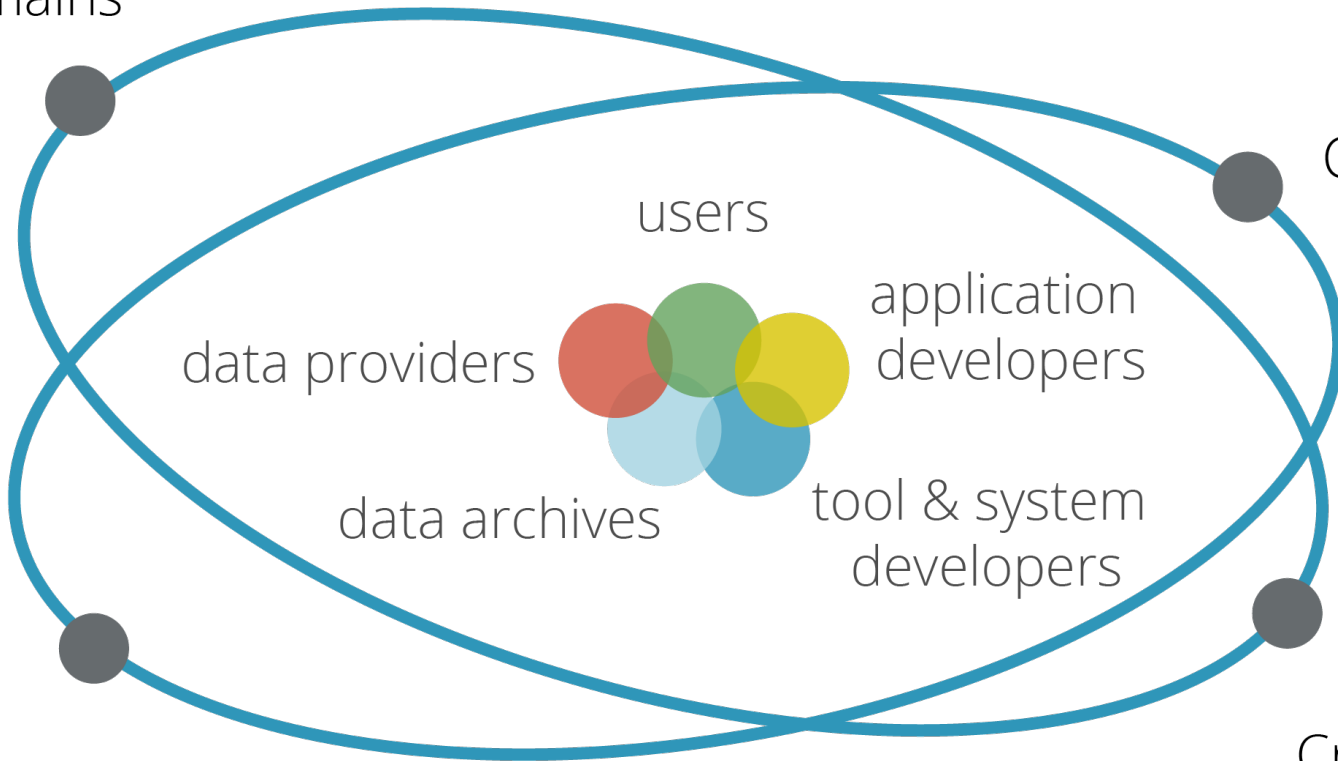 users
application
developers
data providers
data archives
tool & system
developers